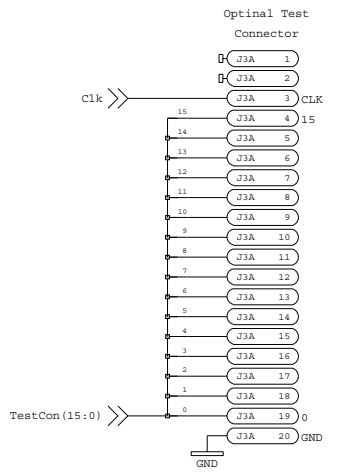 Optinal Test
Connector
J3A 1
J3A 2
Clk J3A 3 CLK
15 J3A 4 15
14 J3A 5
13 J3A 6
12 J3A 7
11 J3A 8
10 J3A 9
9 J3A 10
8 J3A 11
7 J3A 12
6 J3A 13
5 J3A 14
4 J3A 15
3 J3A 16
2 J3A 17
1 J3A 18
TestCon(15:0) 0 J3A 19 0
J3A 20 GND
GND